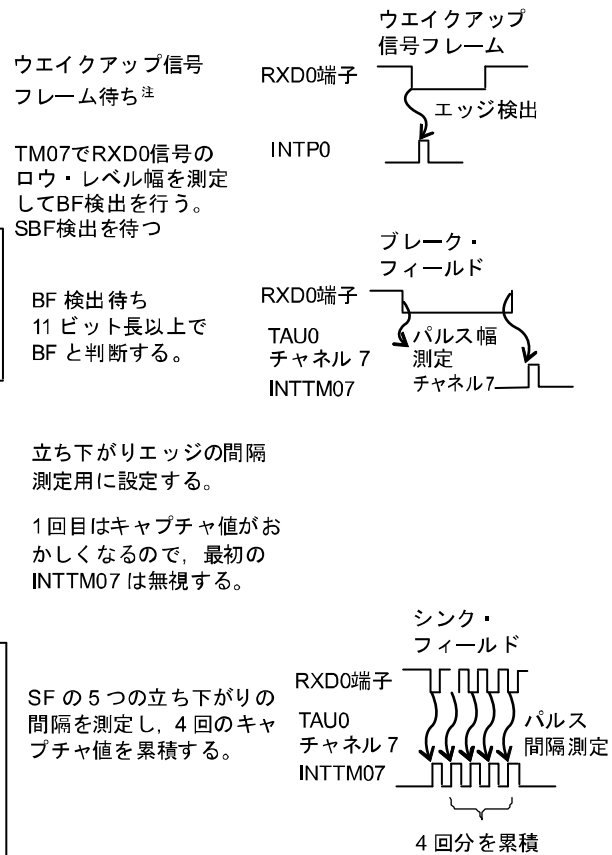 ウエイクアップ信号
フレーム待ち注
ウエイクアップ
信号フレーム
RXD0端子
エッジ検出
INTP0
TM07でRXD0信号の
ロウ・レベル幅を測定
してBF検出を行う。
SBF検出を待つ
ブレーク・
フィールド
BF 検出待ち
11 ビット長以上で
BF と判断する。
RXD0端子
TAU0
チャネル 7
INTTM07
パルス幅
測定
チャネル7
立ち下がりエッジの間隔
測定用に設定する。
1回目はキャプチャ値がお
かしくなるので，最初の
INTTM07 は無視する。
シンク・
フィールド
SF の 5 つの立ち下がりの
間隔を測定し，4 回のキャ
プチャ値を累積する。
RXD0端子
TAU0
チャネル 7
INTTM07
パルス
間隔測定
4 回分を累積